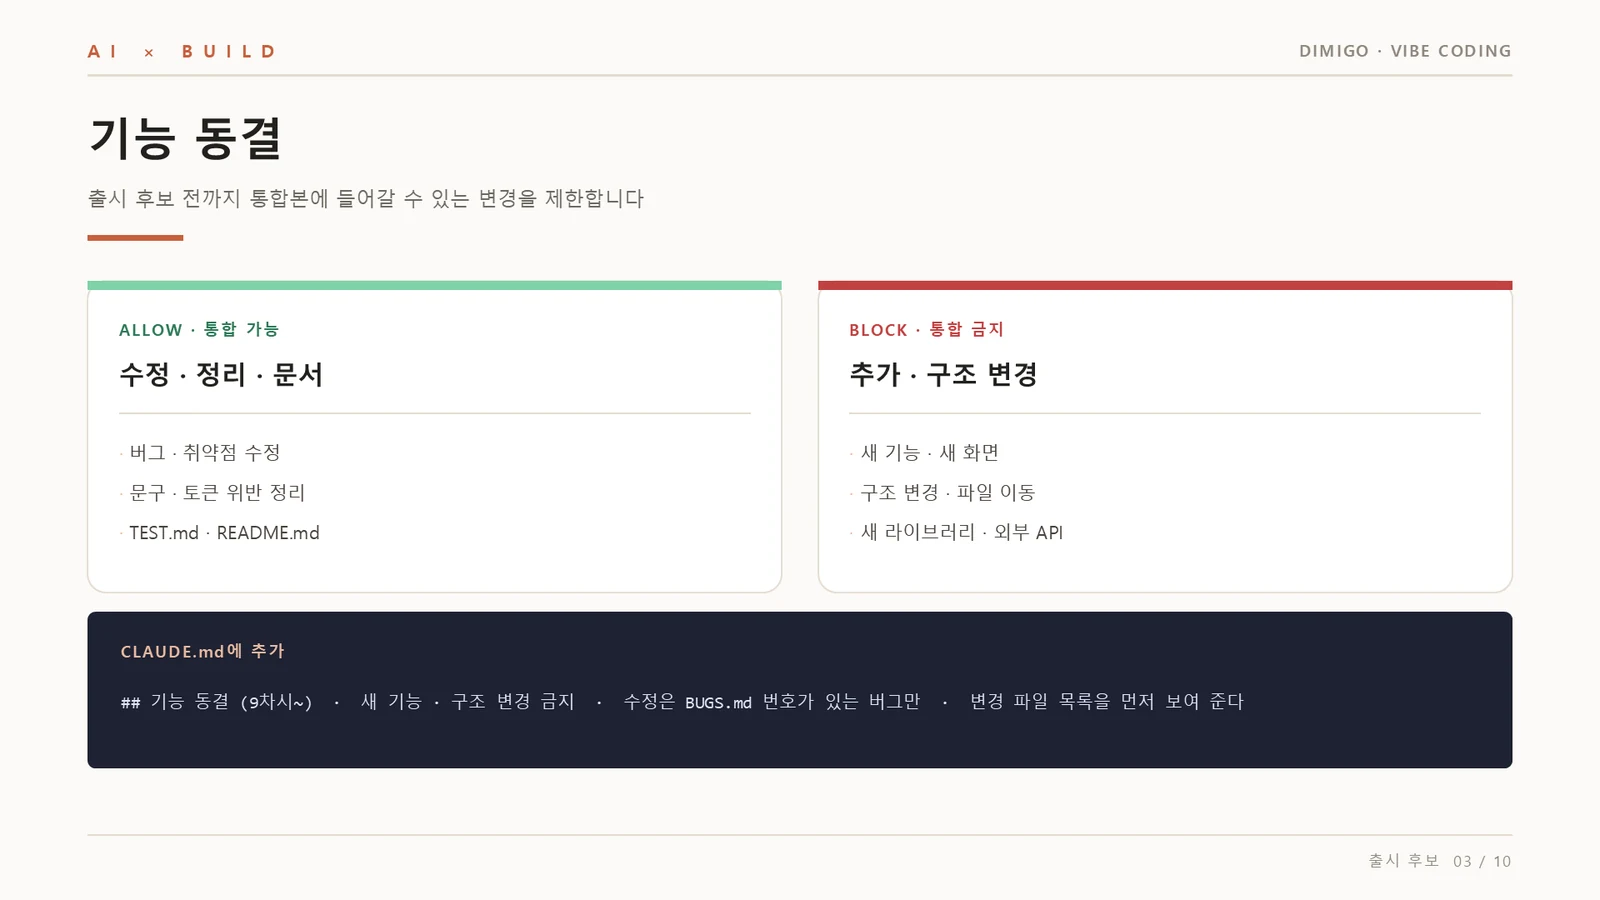 AI × BUILD
DIMIGO · VIBE CODING
기능 동결
출시 후보 전까지 통합본에 들어갈 수 있는 변경을 제한합니다
ALLOW · 통합 가능
수정 · 정리 · 문서
· 버그 · 취약점 수정
· 문구 · 토큰 위반 정리
· TEST.md · README.md
BLOCK · 통합 금지
추가 · 구조 변경
· 새 기능 · 새 화면
· 구조 변경 · 파일 이동
· 새 라이브러리 · 외부 API
CLAUDE.md에 추가
## 기능 동결 (9차시~) · 새 기능 · 구조 변경 금지 · 수정은 BUGS.md 번호가 있는 버그만 · 변경 파일 목록을 먼저 보여 준다
출시 후보 03 / 10